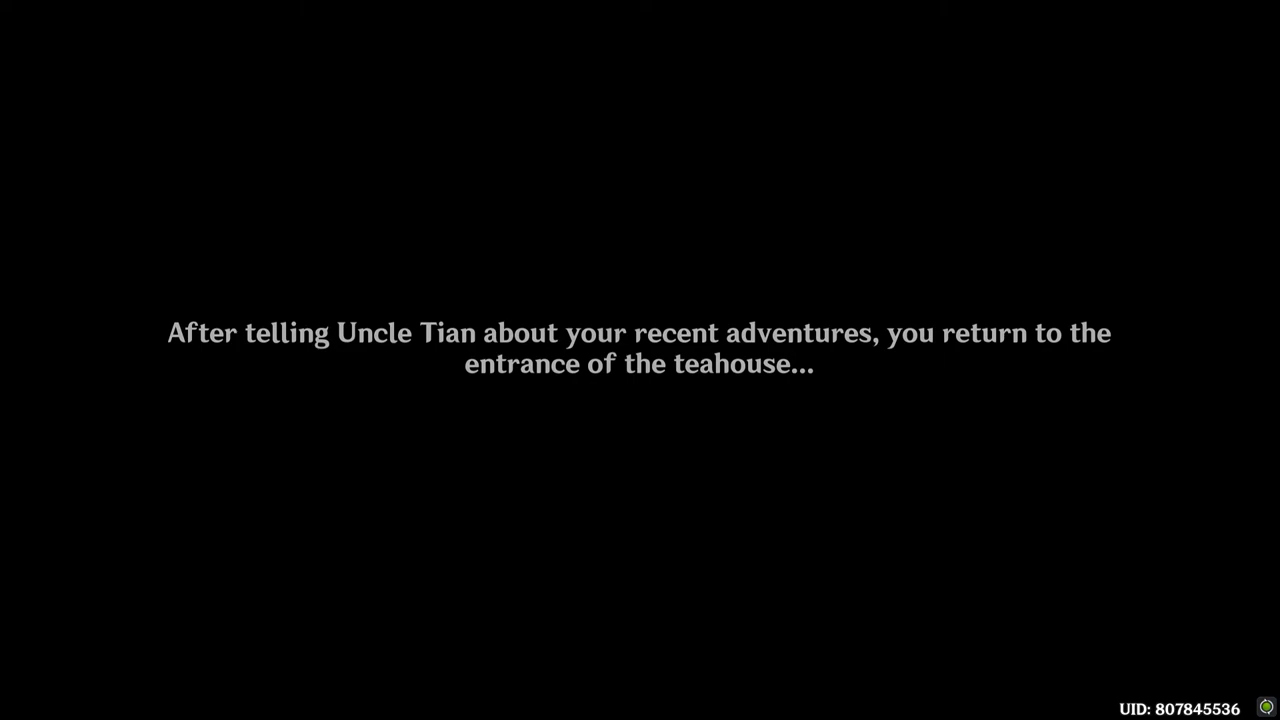 After telling Uncle Tian about your recent adventures, you return to the
entrance of the teahouse...
UID: 807845536